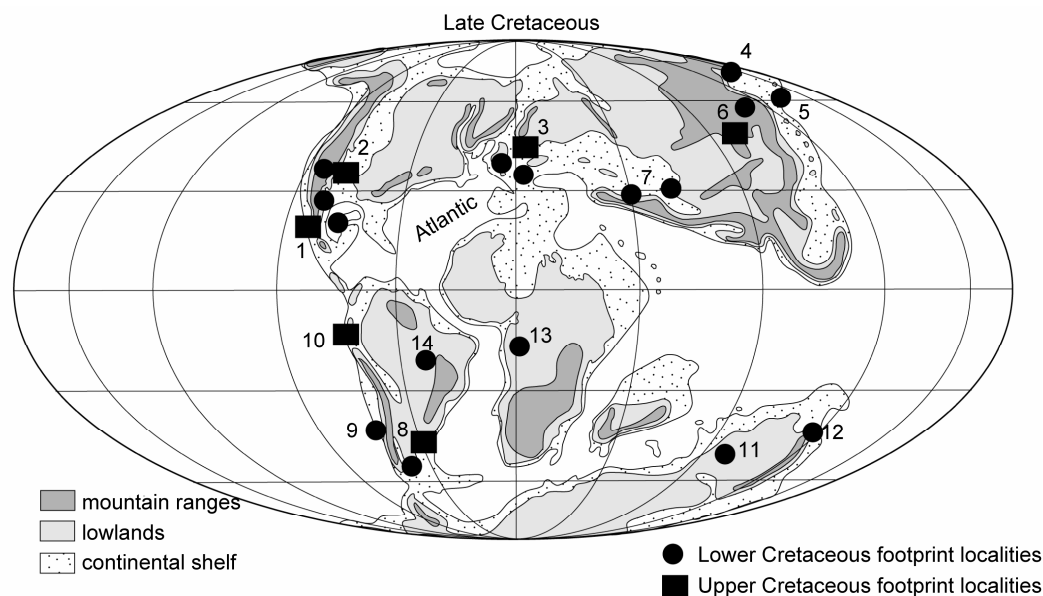 Late Cretaceous
4
5
6
3
2
7
Atlantic
1
10
13
14
9
8
12
11
mountain ranges
lowlands
continental shelf
Lower Cretaceous footprint localities
Upper Cretaceous footprint localities